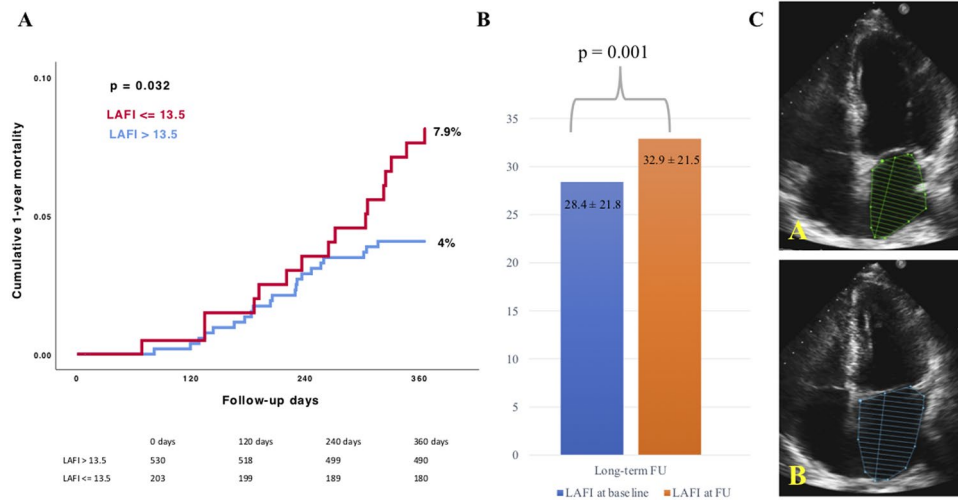 A
0.10
0.05
0.00
Cumulative 1-year mortality
p = 0.032
LAFI <= 13.5
LAFI > 13.5
7.9%
4%
0 120 240 360
Follow-up days
0 days 120 days 240 days 360 days
LAFI > 13.5 530 518 499 490
LAFI <= 13.5 203 199 189 180
B
p = 0.001
35
30
25
20
15
10
5
0
28.4 ± 21.8
32.9 ± 21.5
Long-term FU
LAFI at baseline LAFI at FU
C
A
B